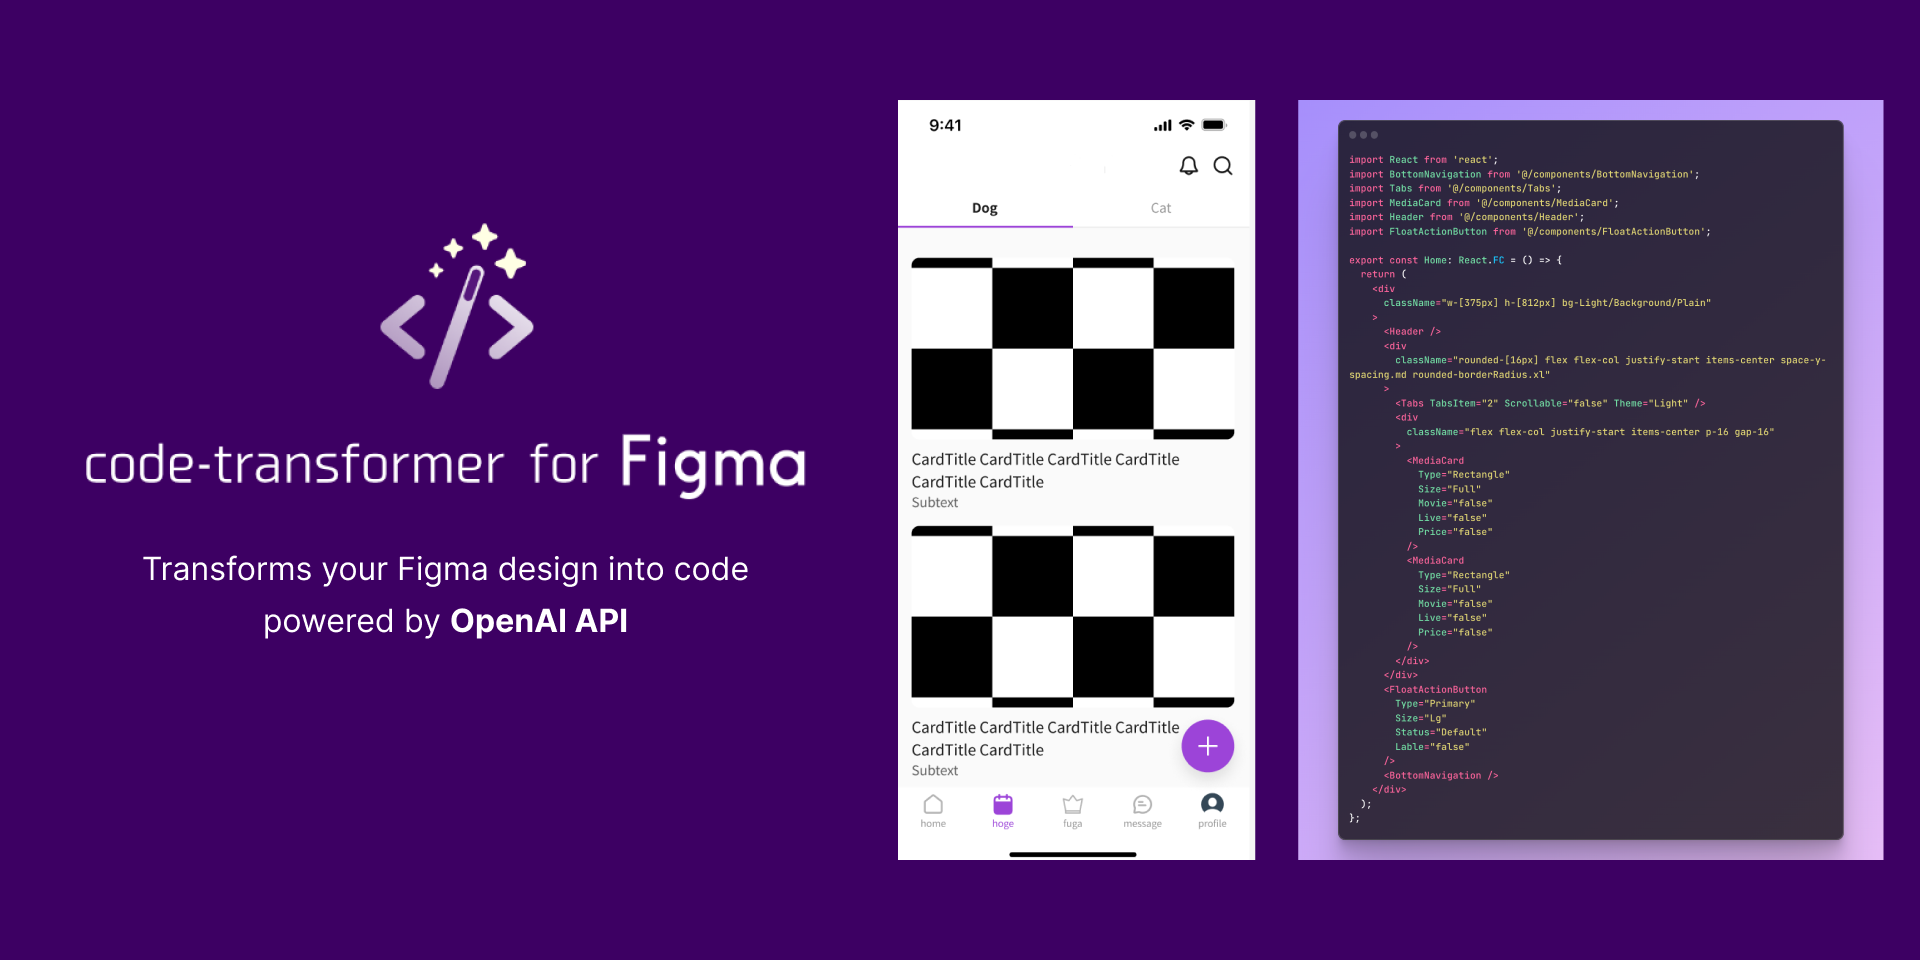 code-transformer for Figma
Transforms your Figma design into code
powered by OpenAI API
9:41
Dog
Cat
CardTitle CardTitle CardTitle CardTitle
CardTitle CardTitle
Subtext
CardTitle CardTitle CardTitle CardTitle
CardTitle CardTitle
Subtext
home
hoge
fuga
message
profile
import React from 'react';
import BottomNavigation from '@/components/BottomNavigation';
import Tabs from '@/components/Tabs';
import MediaCard from '@/components/MediaCard';
import Header from '@/components/Header';
import FloatActionButton from '@/components/FloatActionButton';
export const Home: React.FC = () => {
return (
<div
className="w-[375px] h-[812px] bg-Light/Background/Plain"
>
<Header />
<div
className="rounded-[16px] flex flex-col justify-start items-center space-y-
spacing.md rounded-borderRadius.xl"
>
<Tabs TabsItem="2" Scrollable="false" Theme="Light" />
<div
className="flex flex-col justify-start items-center p-16 gap-16"
>
<MediaCard
Type="Rectangle"
Size="Full"
Movie="false"
Live="false"
Price="false"
/>
<MediaCard
Type="Rectangle"
Size="Full"
Movie="false"
Live="false"
Price="false"
/>
</div>
</div>
<FloatActionButton
Type="Primary"
Size="Lg"
Status="Default"
Lable="false"
/>
<BottomNavigation />
</div>
);
};